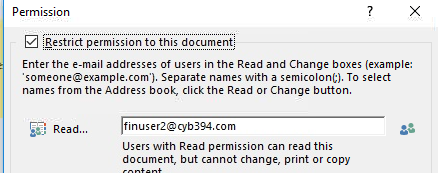 Permission
Restrict permission to this document
Enter the e-mail addresses of users in the Read and Change boxes (example:
'someone@example.com'). Separate names with a semicolon(;). To select
names from the Address book, click the Read or Change button.
Read...
finuser2@cyb394.com
Users with Read permission can read this
document, but cannot change, print or copy
content.